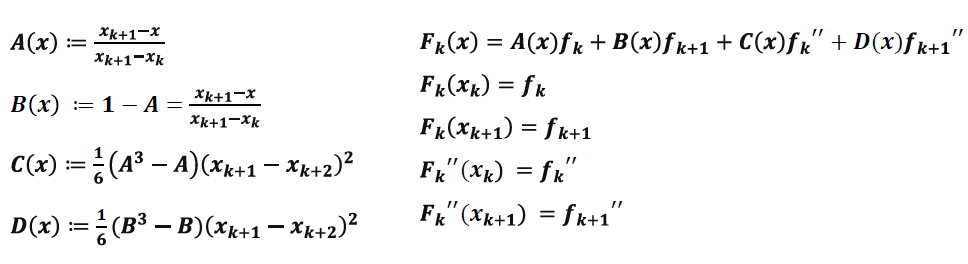 A(x) ≔ (x_{k+1}−x)/(x_{k+1}−x_k)
B(x) ≔ 1 − A = (x_{k+1}−x)/(x_{k+1}−x_k)
C(x) ≔ 1/6 (A³ − A)(x_{k+1} − x_{k+2})²
D(x) ≔ 1/6 (B³ − B)(x_{k+1} − x_{k+2})²
F_k(x) = A(x)f_k + B(x)f_{k+1} + C(x)f_k″ + D(x)f_{k+1}″
F_k(x_k) = f_k
F_k(x_{k+1}) = f_{k+1}
F_k″(x_k) = f_k″
F_k″(x_{k+1}) = f_{k+1}″